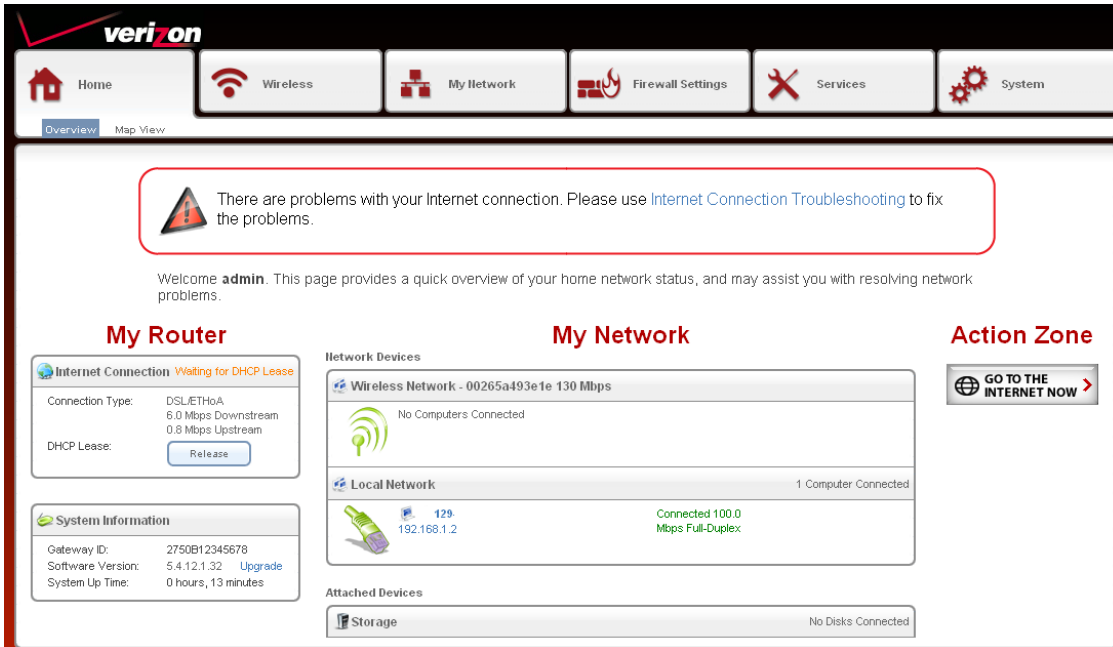 verizon
Home
Wireless
My Network
Firewall Settings
Services
System
Overview
Map View
There are problems with your Internet connection. Please use Internet Connection Troubleshooting to fix
the problems.
Welcome admin. This page provides a quick overview of your home network status, and may assist you with resolving network
problems.
My Router
Internet Connection Waiting for DHCP Lease
Connection Type: DSL/ETHoA
6.0 Mbps Downstream
0.8 Mbps Upstream
DHCP Lease: Release
System Information
Gateway ID: 2750B12345678
Software Version: 5.4.12.1.32 Upgrade
System Up Time: 0 hours, 13 minutes
My Network
Network Devices
Wireless Network - 00265a493e1e 130 Mbps
No Computers Connected
Local Network 1 Computer Connected
129- Connected 100.0
192.168.1.2 Mbps Full-Duplex
Attached Devices
Storage No Disks Connected
Action Zone
GO TO THE
INTERNET NOW